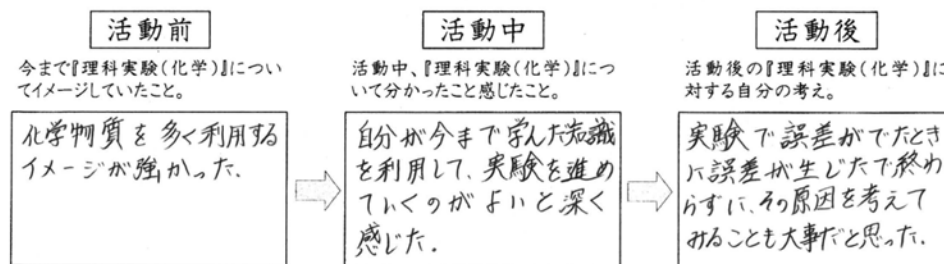 活動前
今まで『理科実験(化学)』につい
てイメージしていたこと。
化学物質を多く利用する
イメージが強かった.
活動中
活動中、『理科実験(化学)』につ
いて分かったこと感じたこと。
自分が今まで学んだ知識
を利用して、実験を進め
ていくのがよいと深く
感じた.
活動後
活動後の『理科実験(化学)』に
対する自分の考え。
実験で誤差がでたとき
に誤差が生じたで終わ
らずに、その原因を考えて
みることも大事だと思った.